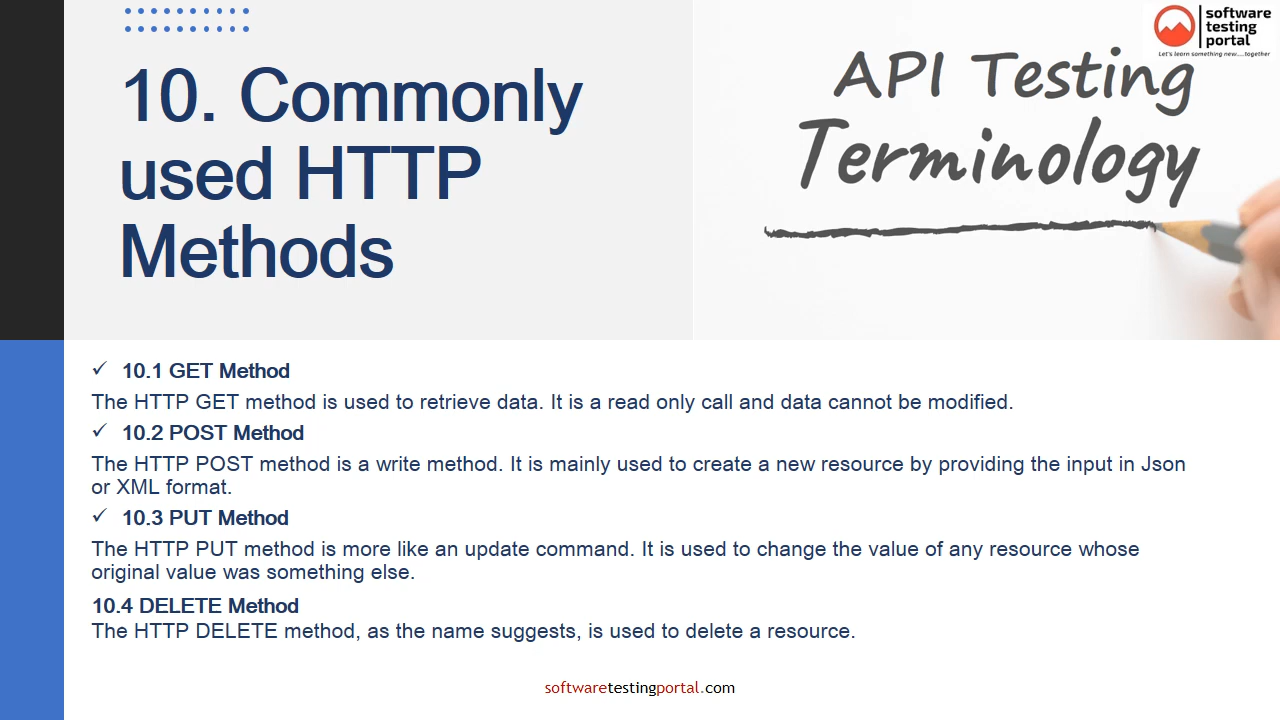 10. Commonly
used HTTP
Methods
software
testing
portal
Let's learn something new....together
API Testing
Terminology
✓ 10.1 GET Method
The HTTP GET method is used to retrieve data. It is a read only call and data cannot be modified.
✓ 10.2 POST Method
The HTTP POST method is a write method. It is mainly used to create a new resource by providing the input in Json
or XML format.
✓ 10.3 PUT Method
The HTTP PUT method is more like an update command. It is used to change the value of any resource whose
original value was something else.
10.4 DELETE Method
The HTTP DELETE method, as the name suggests, is used to delete a resource.
softwaretestingportal.com